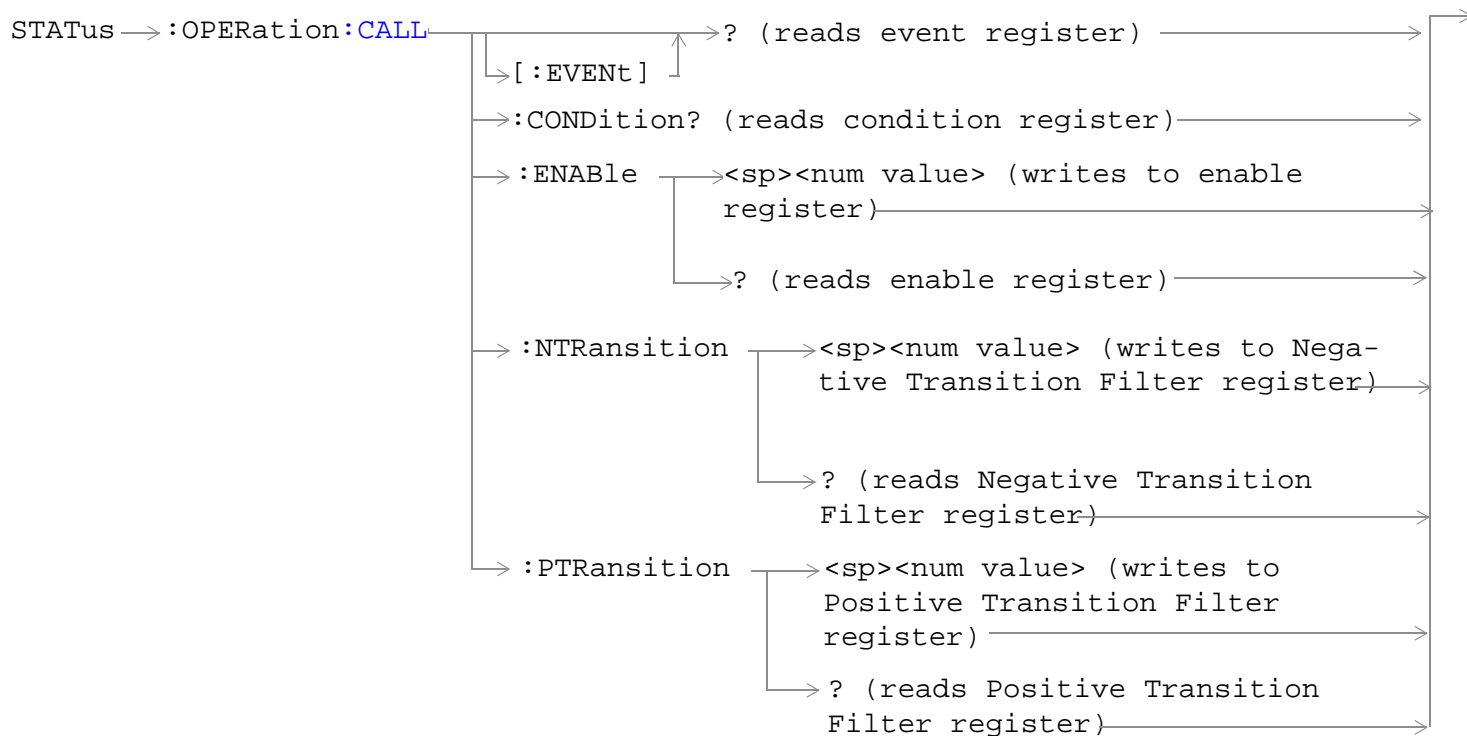 STATus :OPERation:CALL ? (reads event register)
[:EVENt]
:CONDition? (reads condition register)
:ENABle <sp><num value> (writes to enable
register)
? (reads enable register)
:NTRansition <sp><num value> (writes to Nega-
tive Transition Filter register)
? (reads Negative Transition
Filter register)
:PTRansition <sp><num value> (writes to
Positive Transition Filter
register)
? (reads Positive Transition
Filter register)